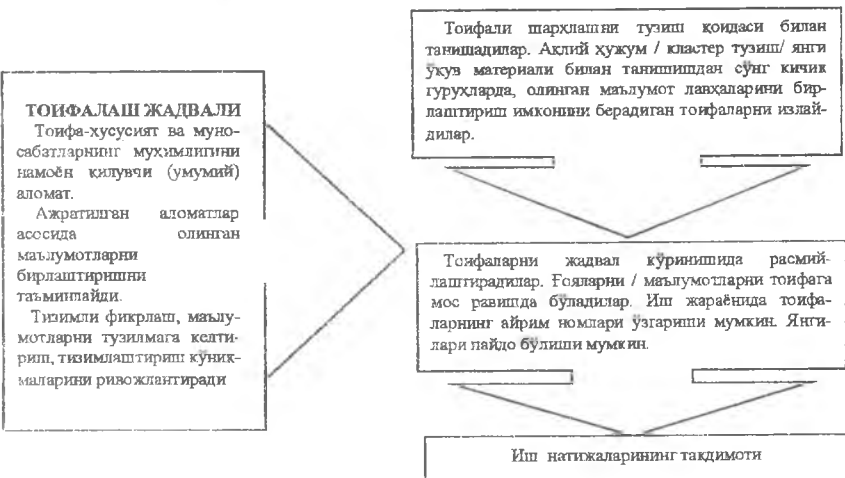 ТОИФАЛАШ ЖАДВАЛИ
Тоифа-хусусият ва муно-
сабатларнинг муҳимлигини
намоён қилувчи (умумий)
аломат.
Ажратилган аломатлар
асосида олинган
маълумотларни
бирлаштиришни
таъминлайди.
Тизимли фикрлаш, маълу-
мотларни тузилмага келти-
риш, тизимлаштириш кўник-
маларини ривожлантиради
Тоифали шарҳлашни тузиш қоидаси билан
танишадилар. Ақлий ҳужум / кластер тузиш/ янги
ўқув материали билан танишишдан сўнг кичик
гуруҳларда, олинган маълумот лавҳаларини бир-
лаштириш имконини берадиган тоифаларни излай-
дилар.
Тоифаларни жадвал кўринишида расмий-
лаштирадилар. Ғояларни / маълумотларни тоифага
мос равишда бўладилар. Иш жараёнида тоифа-
ларнинг айрим номлари ўзгариши мумкин. Янги-
лари пайдо бўлиши мумкин.
Иш натижаларининг тақдимоти